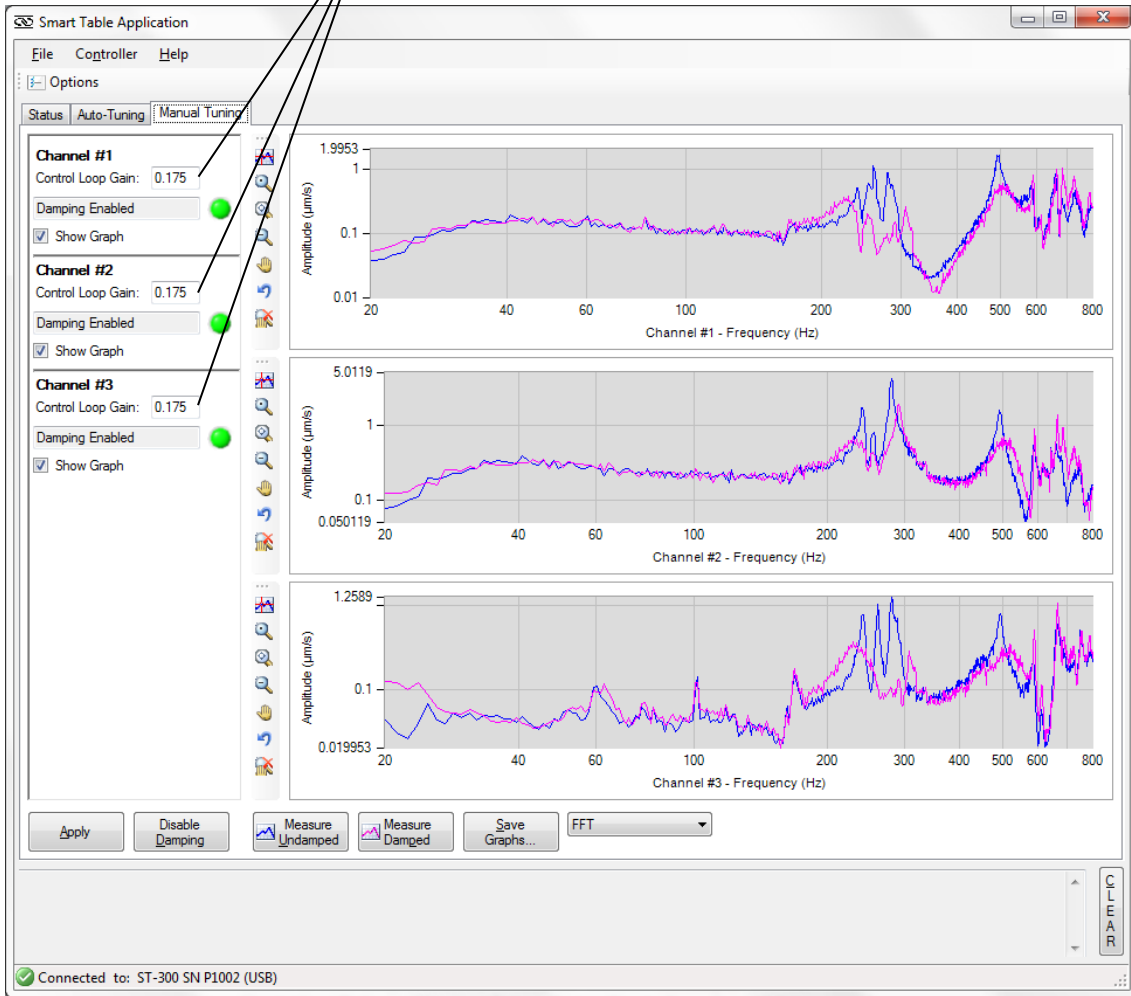 Smart Table Application
File Controller Help
Options
Status Auto-Tuning Manual Tuning
Channel #1
Control Loop Gain: 0.175
Damping Enabled
Show Graph
Channel #2
Control Loop Gain: 0.175
Damping Enabled
Show Graph
Channel #3
Control Loop Gain: 0.175
Damping Enabled
Show Graph
Amplitude (µm/s)
1.9953
1
0.1
0.01
20 40 60 100 200 300 400 500 600 800
Channel #1 - Frequency (Hz)
Amplitude (µm/s)
5.0119
1
0.1
0.050119
20 40 60 100 200 300 400 500 600 800
Channel #2 - Frequency (Hz)
Amplitude (µm/s)
1.2589
0.1
0.019953
20 40 60 100 200 300 400 500 600 800
Channel #3 - Frequency (Hz)
Apply
Disable
Damping
Measure
Undamped
Measure
Damped
Save
Graphs...
FFT
CLEAR
Connected to: ST-300 SN P1002 (USB)